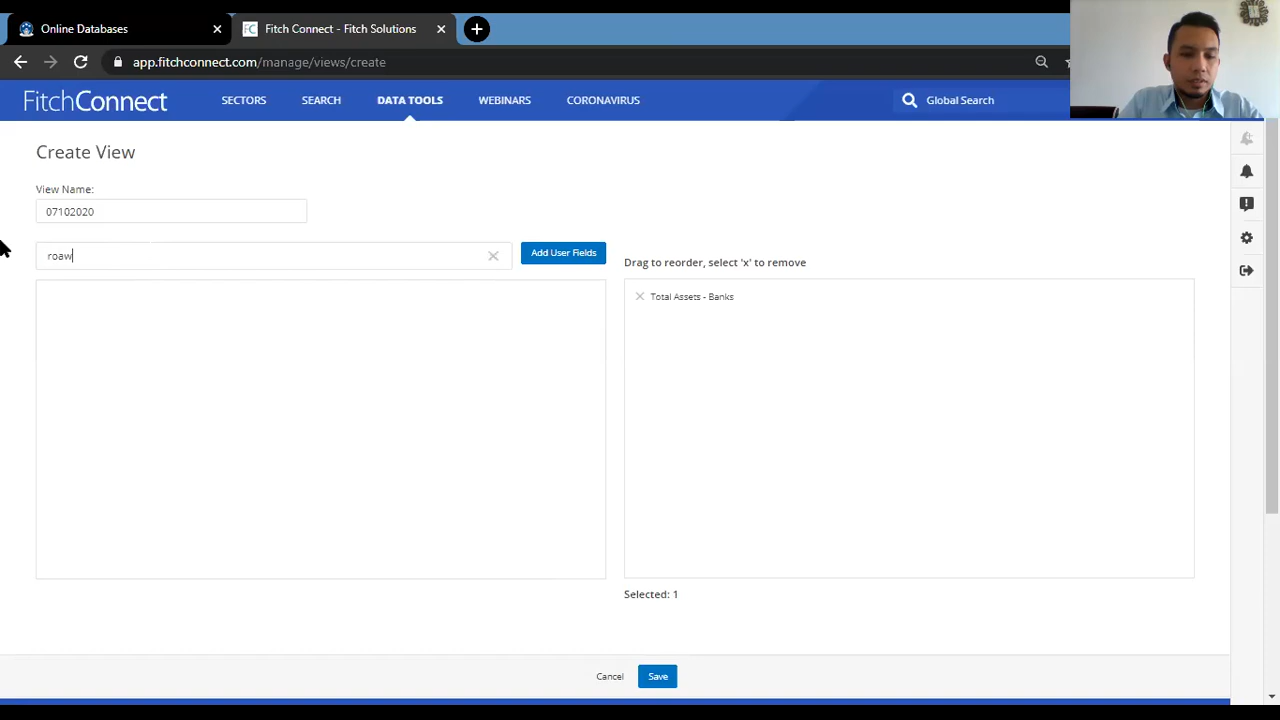 Online Databases
Fitch Connect - Fitch Solutions
app.fitchconnect.com/manage/views/create
FitchConnect
SECTORS
SEARCH
DATA TOOLS
WEBINARS
CORONAVIRUS
Global Search
Create View
View Name:
07102020
roaw
Add User Fields
Drag to reorder, select 'x' to remove
Total Assets - Banks
Selected: 1
Cancel
Save